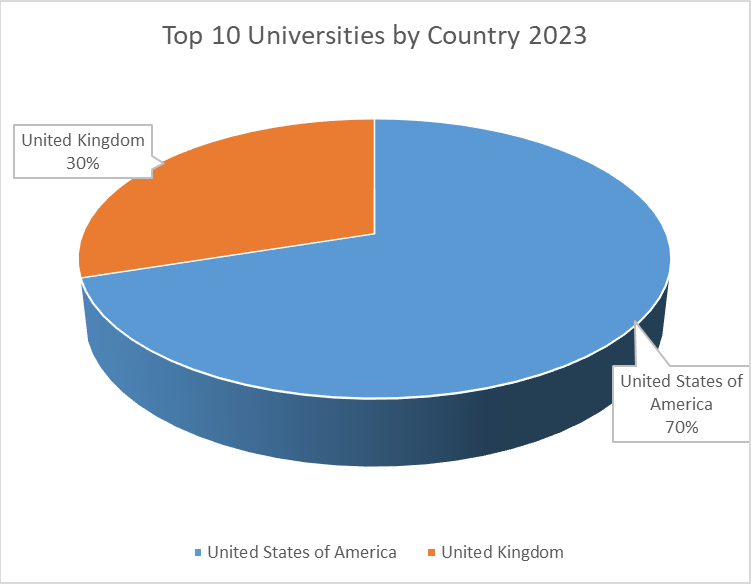 Top 10 Universities by Country 2023
United Kingdom
30%
United States of
America
70%
United States of America
United Kingdom